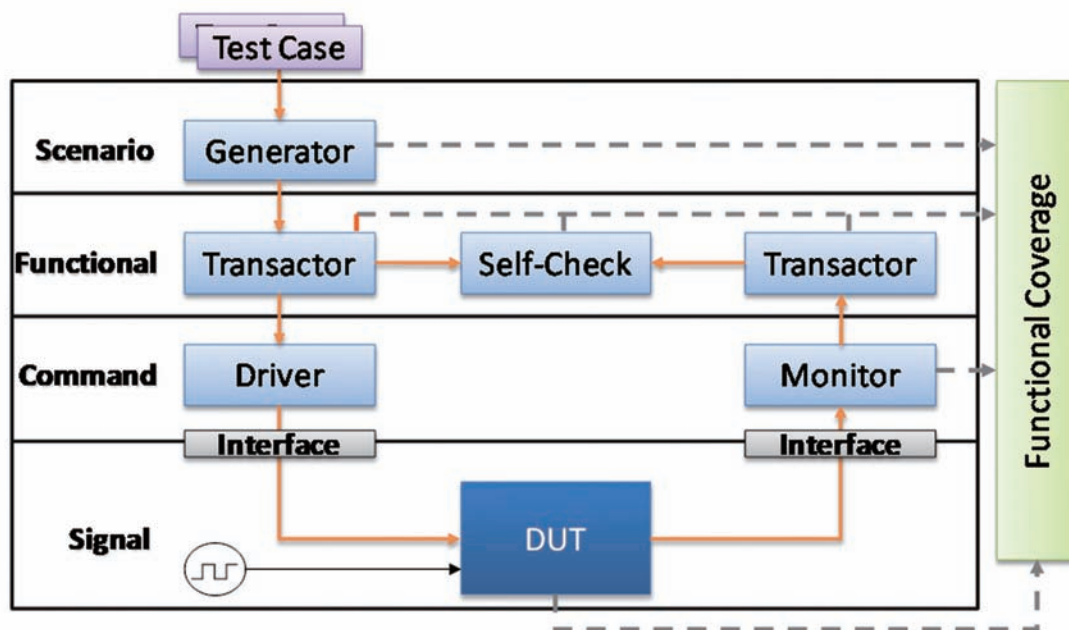 Test Case
Scenario
Generator
Functional
Transactor
Self-Check
Transactor
Command
Driver
Monitor
Interface
Interface
Signal
DUT
Functional Coverage